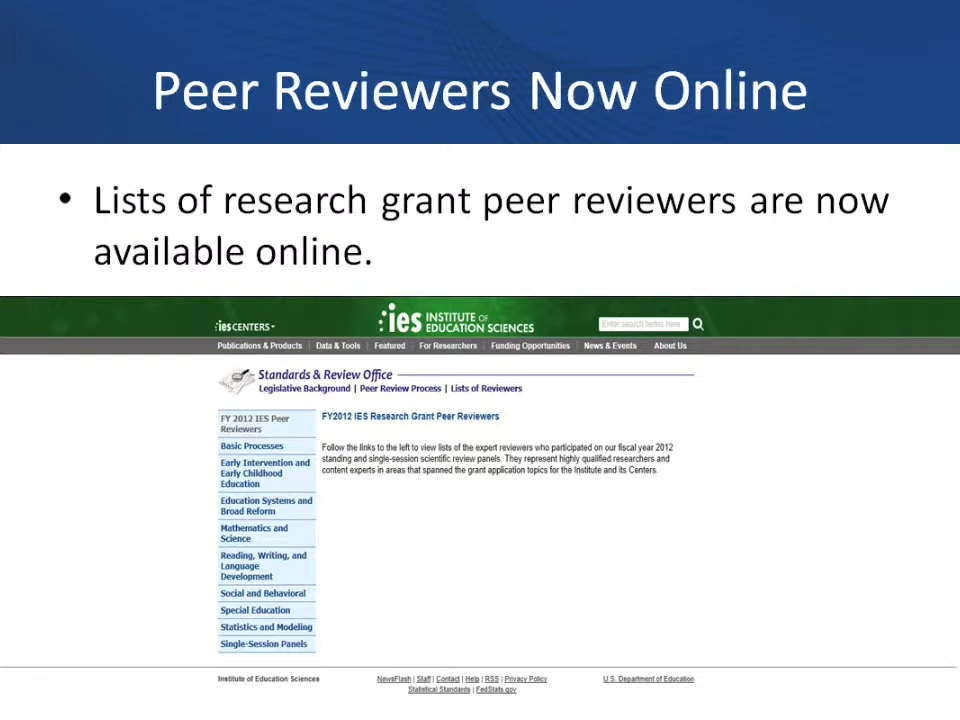 Peer Reviewers Now Online
• Lists of research grant peer reviewers are now
available online.
ies CENTERS
ies INSTITUTE OF
EDUCATION SCIENCES
Enter search terms here
Publications & Products | Data & Tools | Featured | For Researchers | Funding Opportunities | News & Events | About Us
Standards & Review Office
Legislative Background | Peer Review Process | Lists of Reviewers
FY 2012 IES Peer
Reviewers
Basic Processes
Early Intervention and
Early Childhood
Education
Education Systems and
Broad Reform
Mathematics and
Science
Reading, Writing, and
Language
Development
Social and Behavioral
Special Education
Statistics and Modeling
Single-Session Panels
FY2012 IES Research Grant Peer Reviewers
Follow the links to the left to view lists of the expert reviewers who participated on our fiscal year 2012
standing and single-session scientific review panels. They represent highly qualified researchers and
content experts in areas that spanned the grant application topics for the Institute and its Centers.
Institute of Education Sciences
NewsFlash | Staff | Contact | Help | RSS | Privacy Policy
Statistical Standards | FedStats.gov
U.S. Department of Education